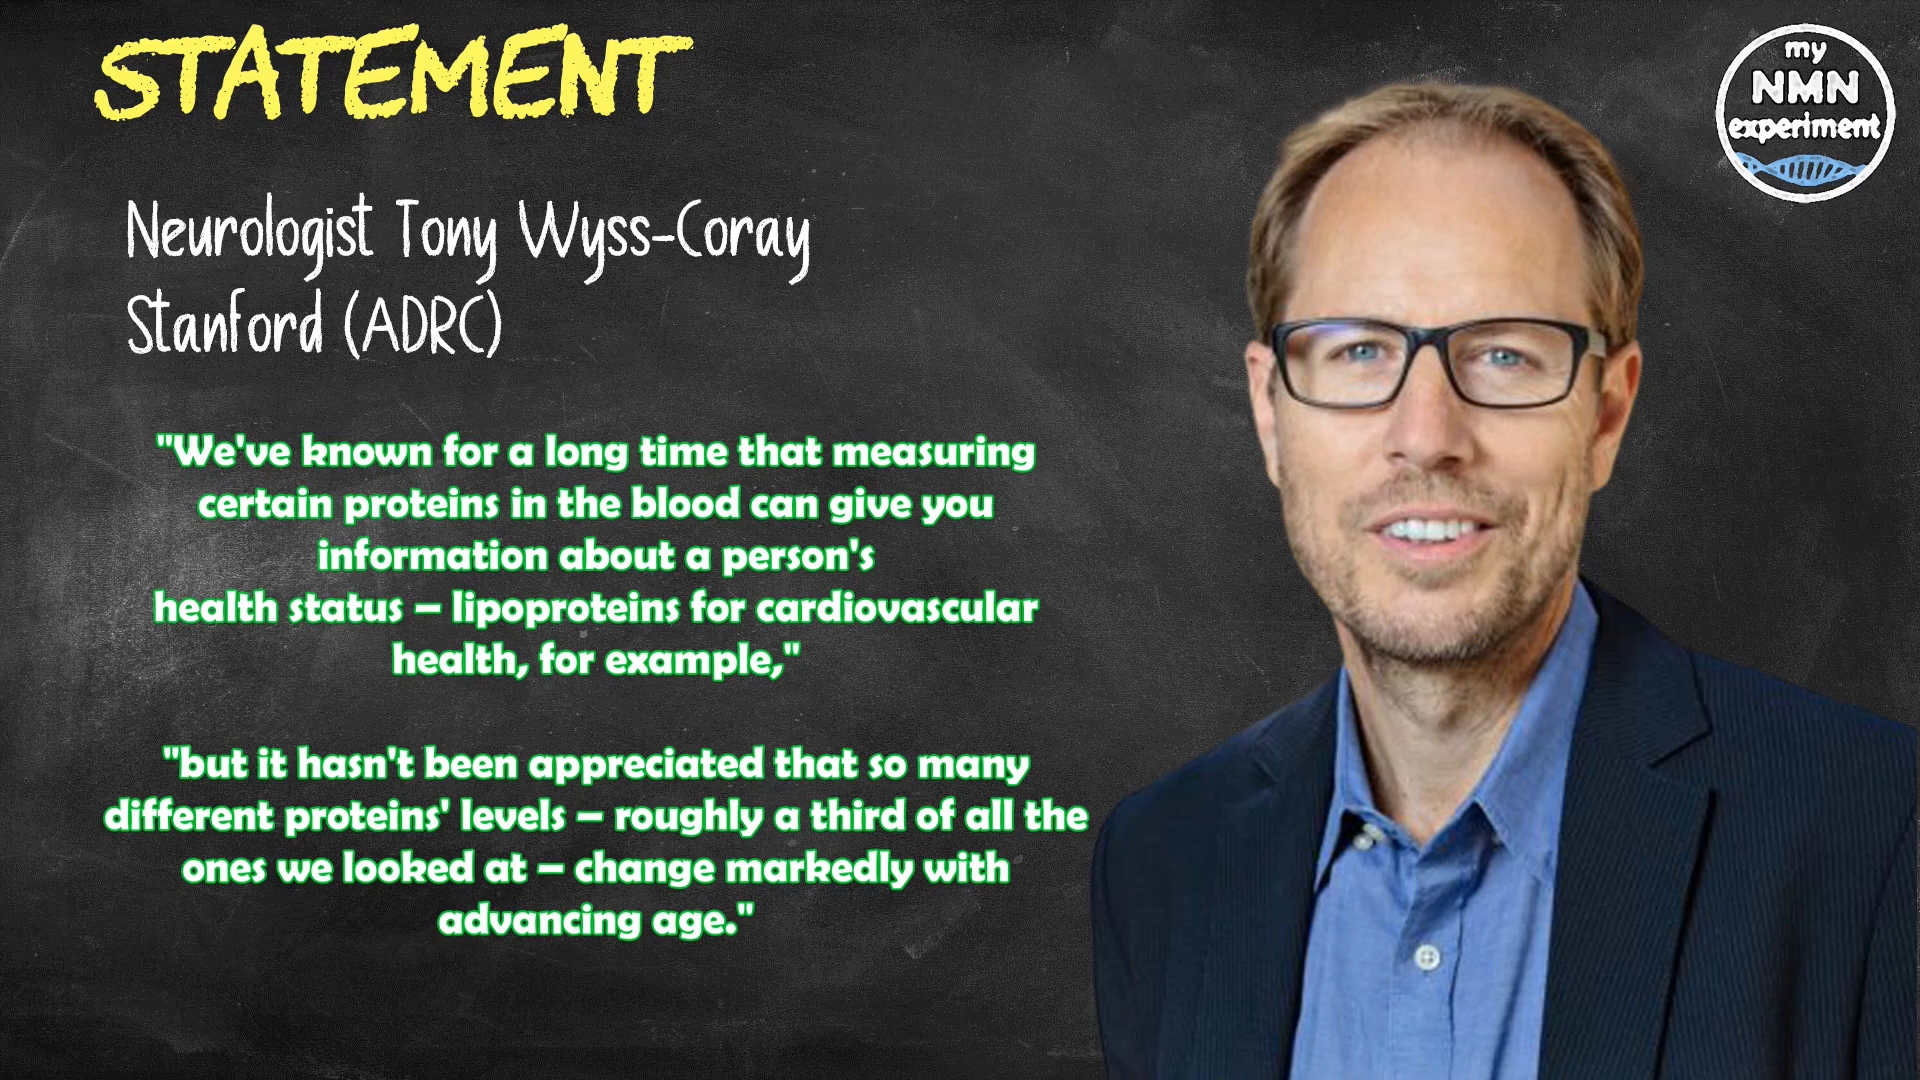 STATEMENT
my
NMN
experiment
Neurologist Tony Wyss-Coray
Stanford (ADRC)
"We've known for a long time that measuring
certain proteins in the blood can give you
information about a person's
health status – lipoproteins for cardiovascular
health, for example,"
"but it hasn't been appreciated that so many
different proteins' levels – roughly a third of all the
ones we looked at – change markedly with
advancing age."